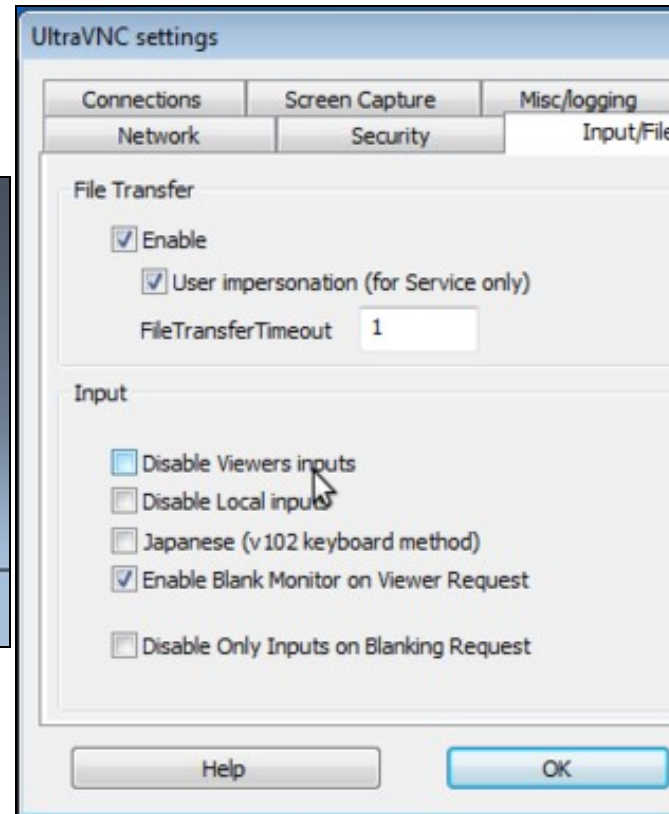 UltraVNC settings
Connections Screen Capture Misc/logging
Network Security Input/File
File Transfer
Enable
User impersonation (for Service only)
FileTransferTimeout 1
Input
Disable Viewers inputs
Disable Local inputs
Japanese (v102 keyboard method)
Enable Blank Monitor on Viewer Request
Disable Only Inputs on Blanking Request
Help OK